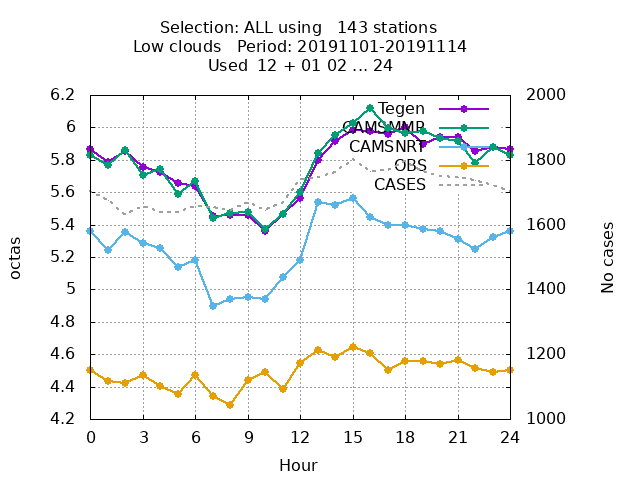 Selection: ALL using   143 stations
Low clouds   Period: 20191101-20191114
Used  12 + 01 02 ... 24
6.2
6
5.8
5.6
5.4
5.2
5
4.8
4.6
4.4
4.2
octas
2000
1800
1600
1400
1200
1000
No cases
Tegen
CAMSMMR
CAMSNRT
OBS
CASES
0 3 6 9 12 15 18 21 24
Hour